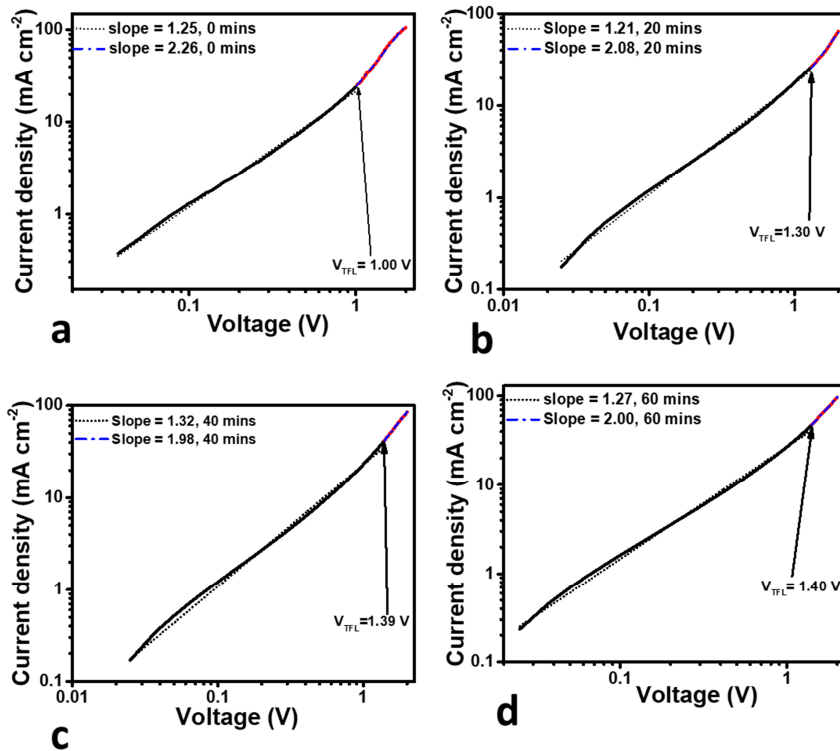 slope = 1.25, 0 mins
slope = 2.26, 0 mins
100
10
1
0.1
1
Current density (mA cm⁻²)
Voltage (V)
V_TFL = 1.00 V
a
Slope = 1.21, 20 mins
Slope = 2.08, 20 mins
100
10
1
0.1
0.01
0.1
1
Current density (mA cm⁻²)
Voltage (V)
V_TFL=1.30 V
b
Slope = 1.32, 40 mins
Slope = 1.98, 40 mins
100
10
1
0.1
0.01
0.1
1
Current density (mA cm⁻²)
Voltage (V)
V_TFL=1.39 V
c
slope = 1.27, 60 mins
slope = 2.00, 60 mins
100
10
1
0.1
0.1
1
Current density (mA cm⁻²)
Voltage (V)
V_TFL = 1.40 V
d